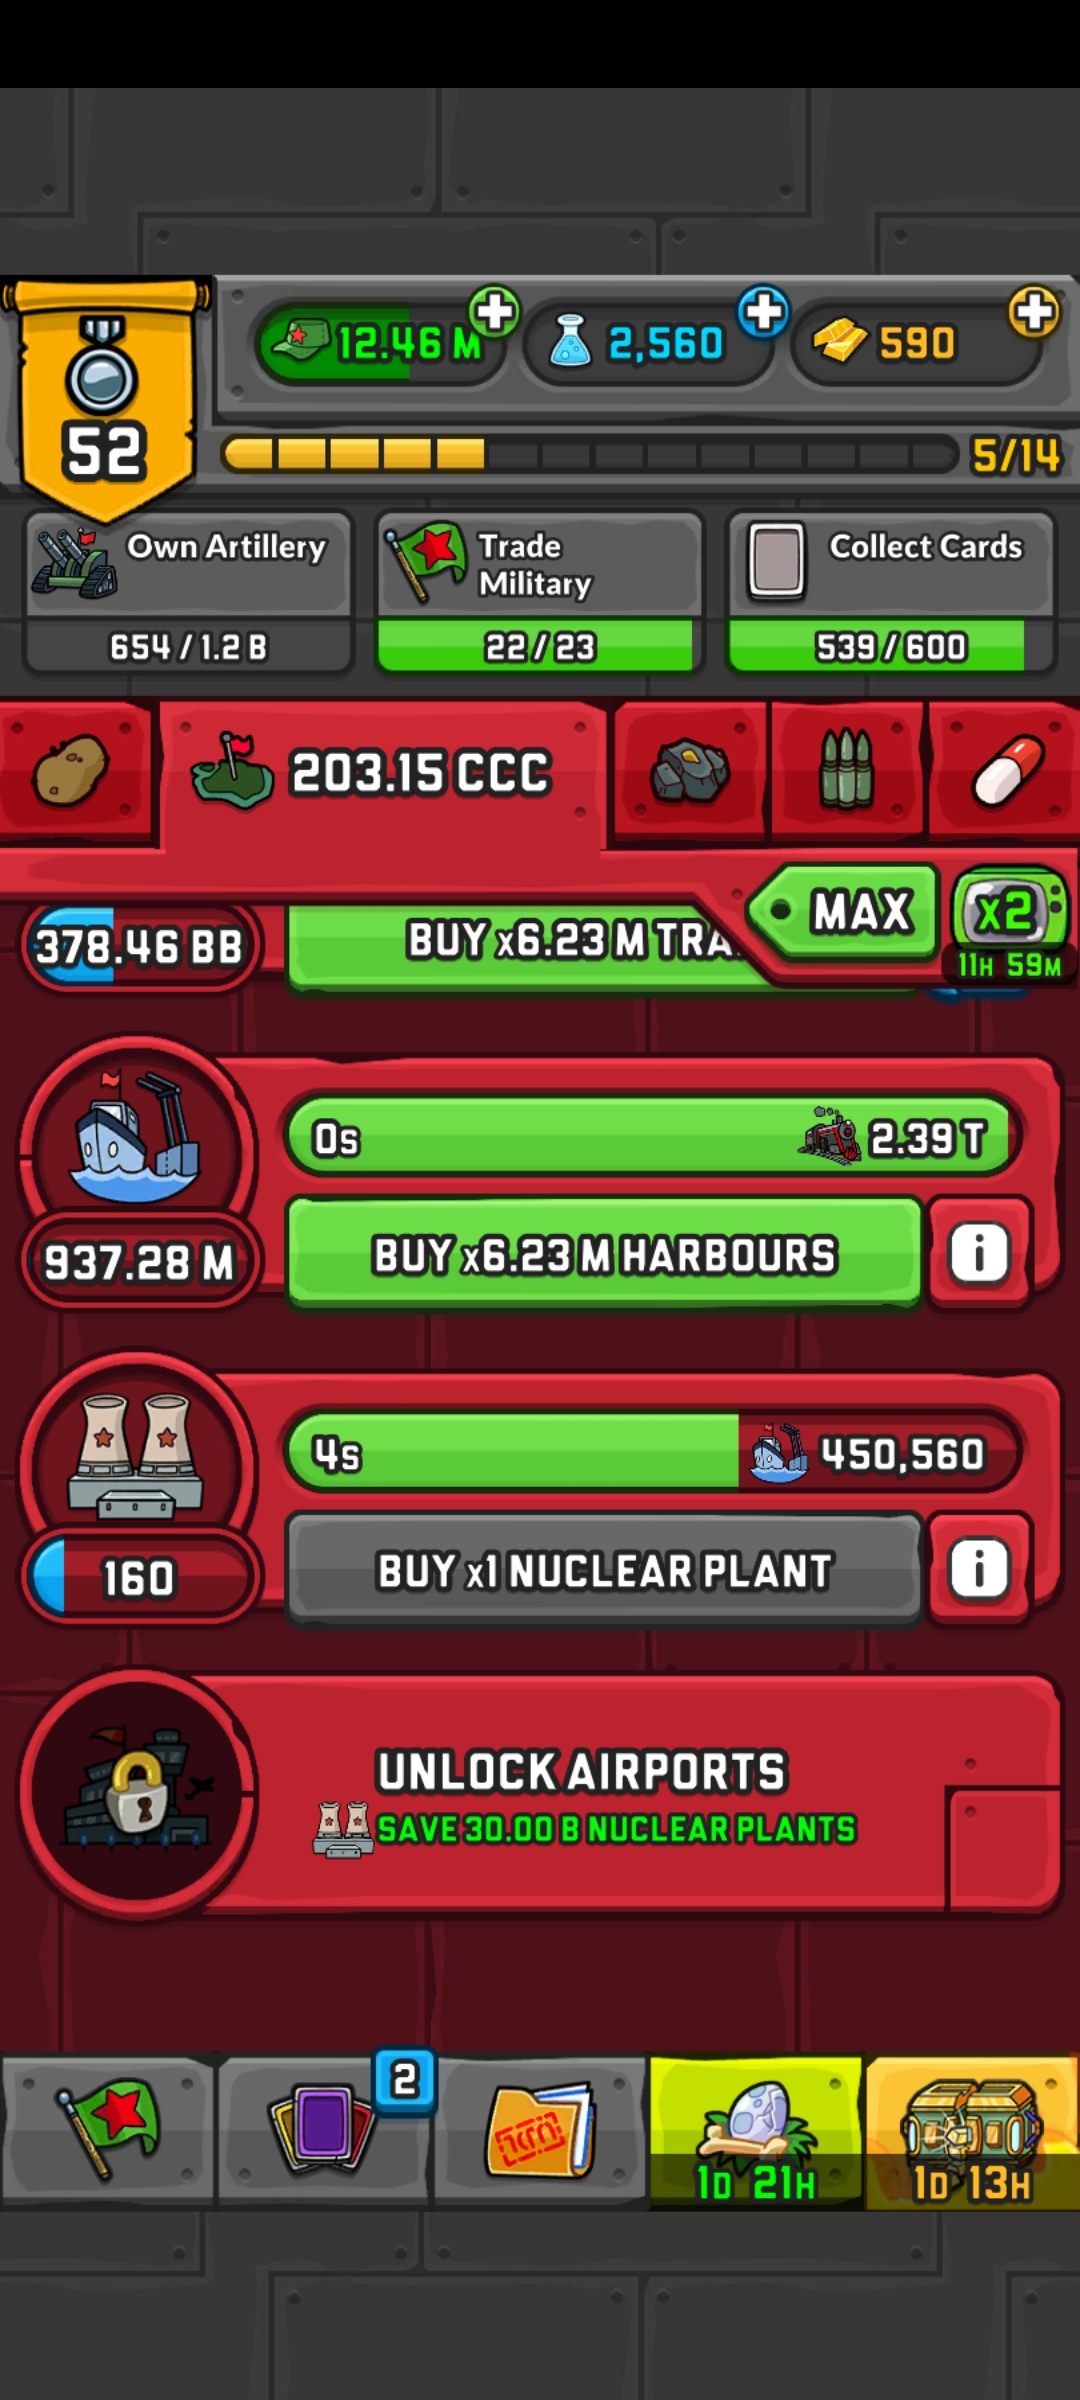 12.46 M
2,560
590
52
5/14
Own Artillery
654 / 1.2 B
Trade
Military
22 / 23
Collect Cards
539 / 600
203.15 CCC
MAX
x2
11H 59M
378.46 BB
BUY x6.23 M TRA
0s
2.39 T
937.28 M
BUY x6.23 M HARBOURS
i
4s
450,560
160
BUY x1 NUCLEAR PLANT
i
UNLOCK AIRPORTS
SAVE 30.00 B NUCLEAR PLANTS
2
1D 21H
1D 13H